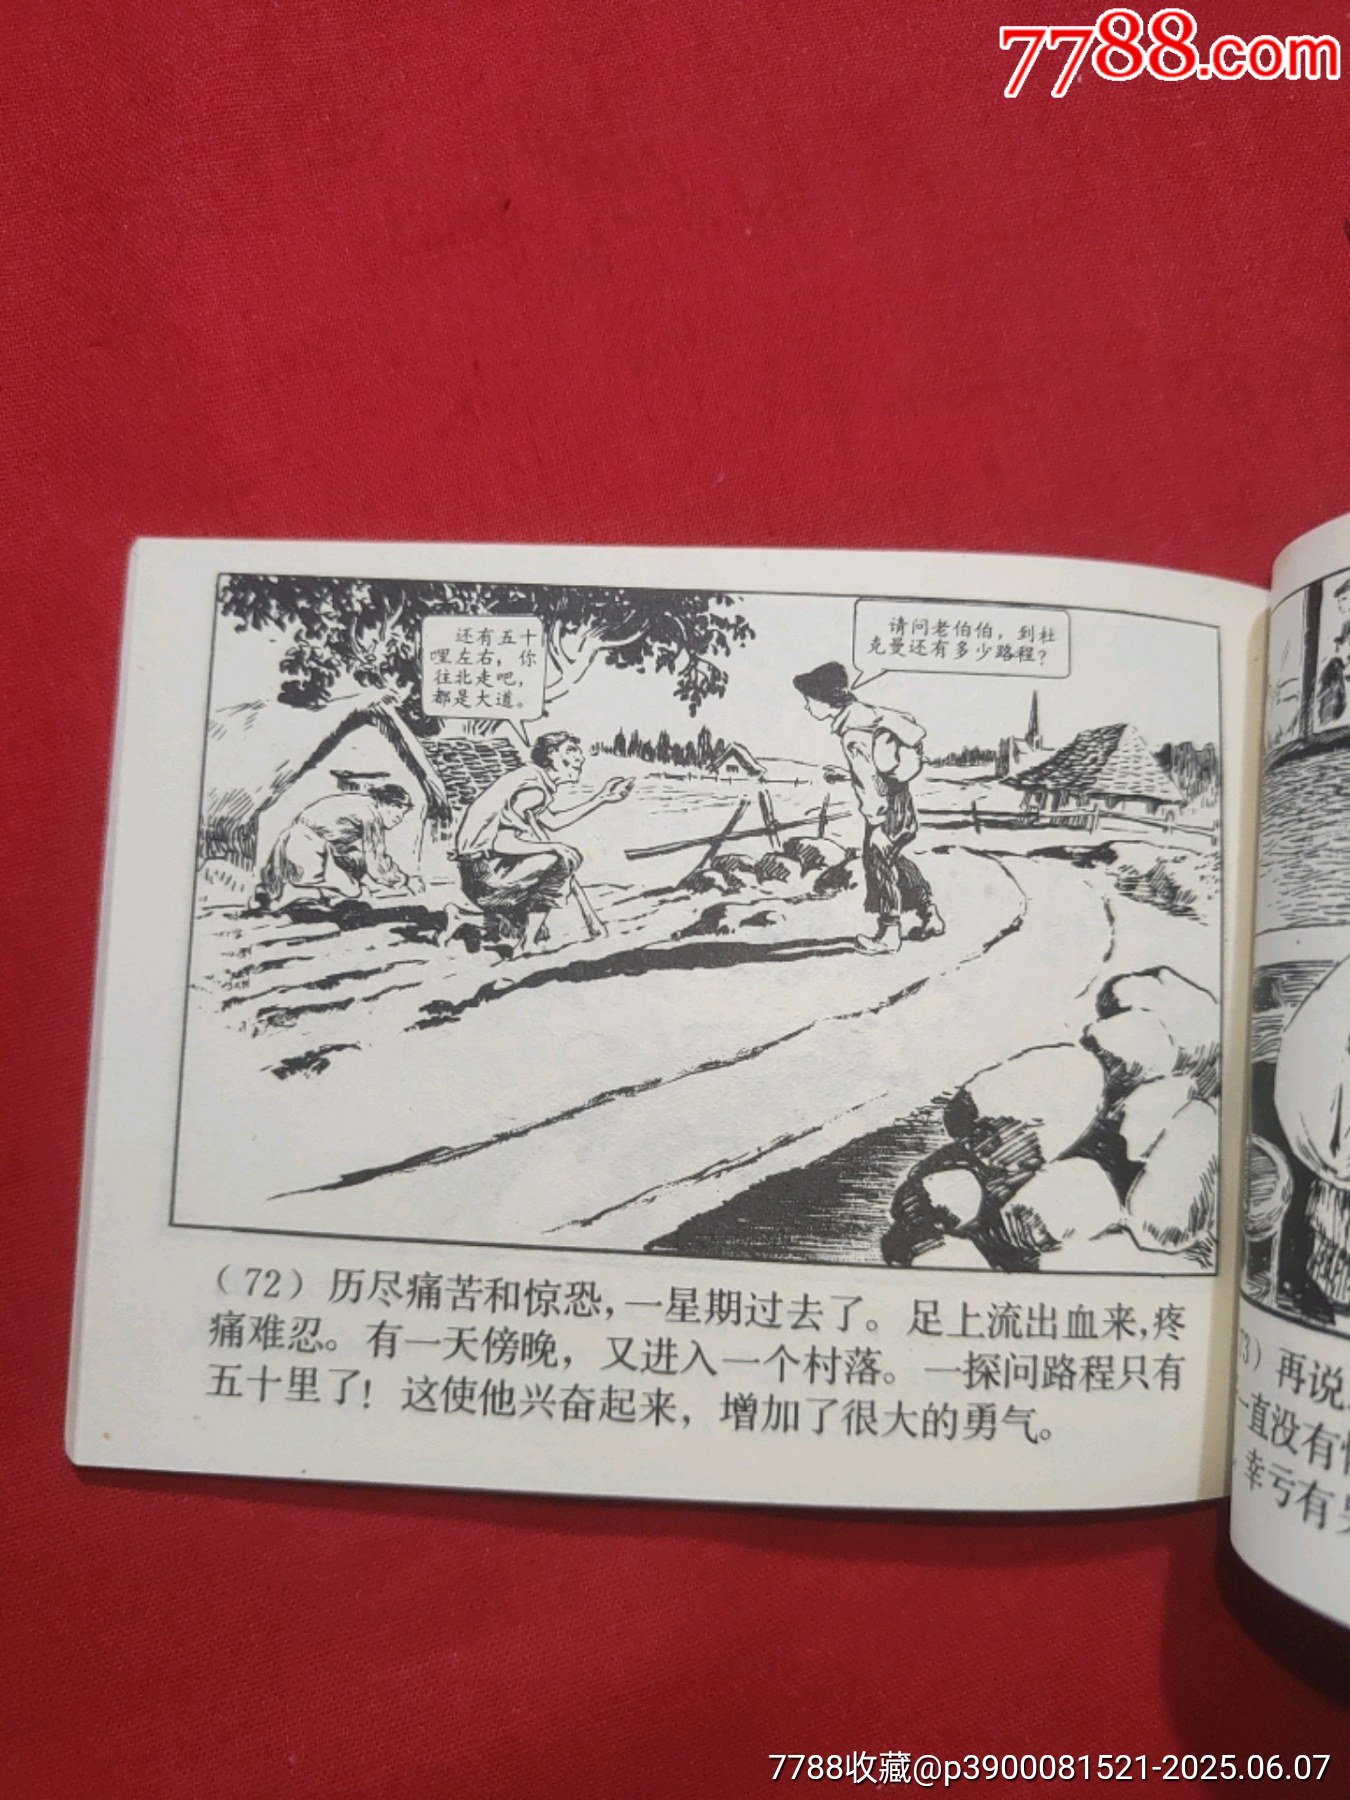 7788.com
还有五十
哩左右，你
往北走吧，
都是大道。
请问老伯伯，到杜
克曼还有多少路程？
（72）历尽痛苦和惊恐，一星期过去了。足上流出血来，疼
痛难忍。有一天傍晚，又进入一个村落。一探问路程只有
五十里了！这使他兴奋起来，增加了很大的勇气。
3）再说
一直没有
幸亏有
7788收藏@p3900081521-2025.06.07